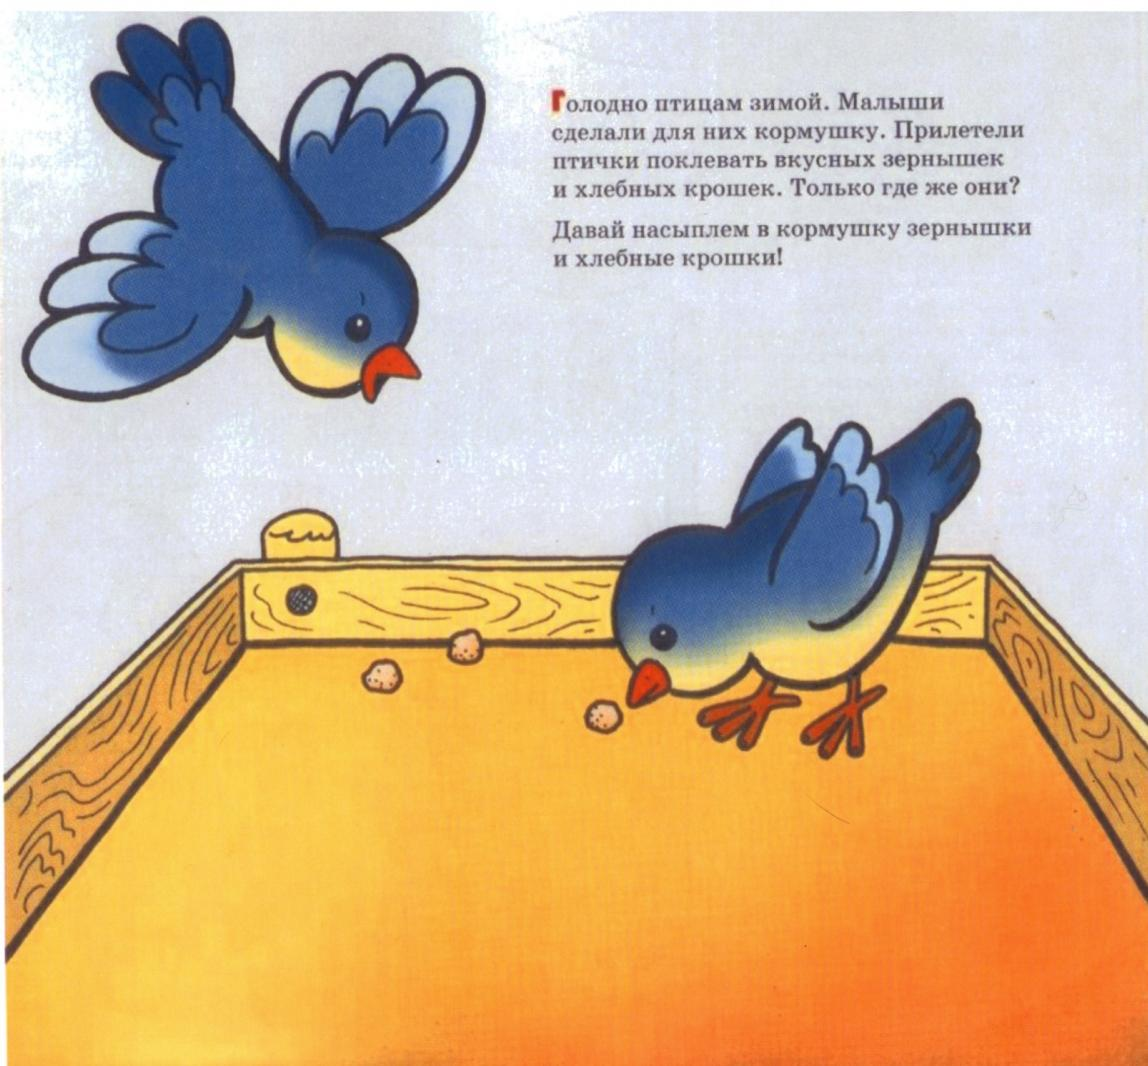 Голодно птицам зимой. Малыши
сделали для них кормушку. Прилетели
птички поклевать вкусных зернышек
и хлебных крошек. Только где же они?
Давай насыплем в кормушку зернышки
и хлебные крошки!